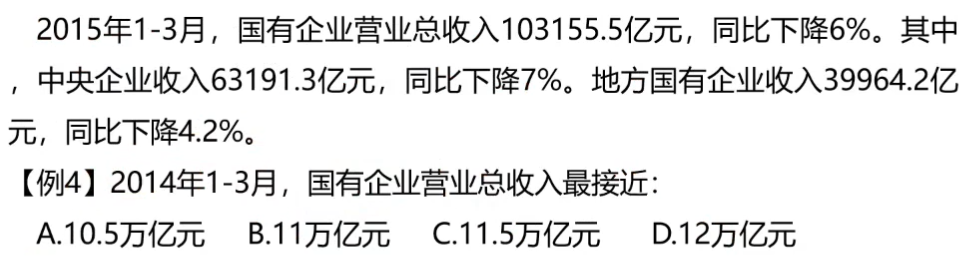 2015年1-3月，国有企业营业总收入103155.5亿元，同比下降6%。其中
，中央企业收入63191.3亿元，同比下降7%。地方国有企业收入39964.2亿
元，同比下降4.2%。
【例4】2014年1-3月，国有企业营业总收入最接近：
A.10.5万亿元 B.11万亿元 C.11.5万亿元 D.12万亿元